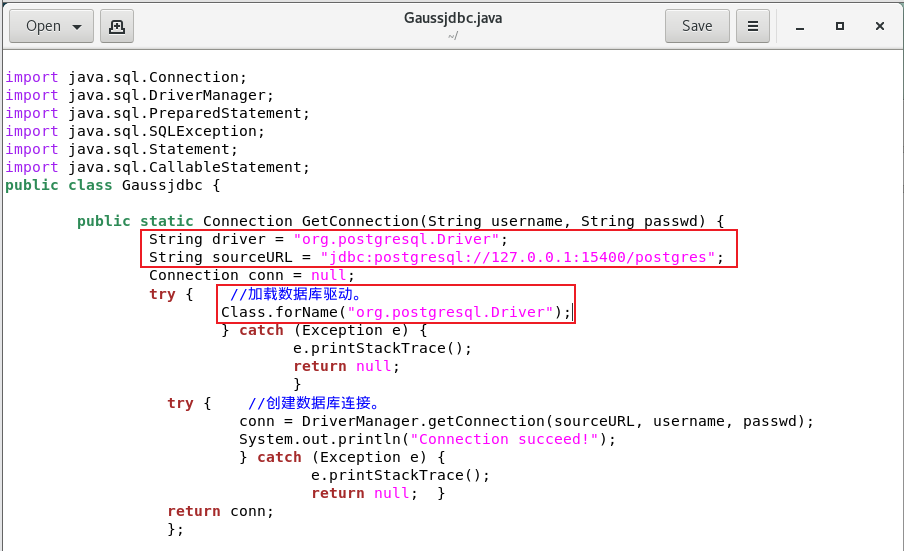 Open
Gaussjdbc.java
~/
Save
import java.sql.Connection;
import java.sql.DriverManager;
import java.sql.PreparedStatement;
import java.sql.SQLException;
import java.sql.Statement;
import java.sql.CallableStatement;
public class Gaussjdbc {
public static Connection GetConnection(String username, String passwd) {
String driver = "org.postgresql.Driver";
String sourceURL = "jdbc:postgresql://127.0.0.1:15400/postgres";
Connection conn = null;
try {    //加载数据库驱动。
Class.forName("org.postgresql.Driver");
} catch (Exception e) {
e.printStackTrace();
return null;
}
try {    //创建数据库连接。
conn = DriverManager.getConnection(sourceURL, username, passwd);
System.out.println("Connection succeed!");
} catch (Exception e) {
e.printStackTrace();
return null;  }
return conn;
};